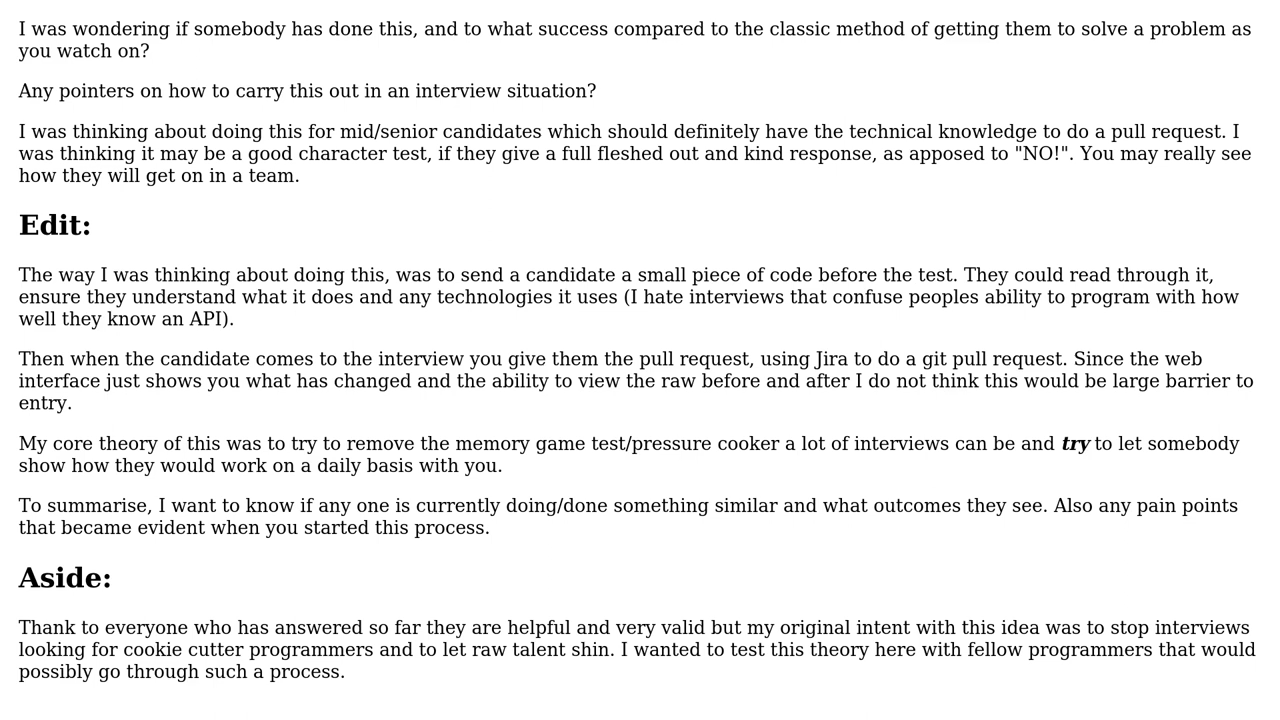 I was wondering if somebody has done this, and to what success compared to the classic method of getting them to solve a problem as
you watch on?
Any pointers on how to carry this out in an interview situation?
I was thinking about doing this for mid/senior candidates which should definitely have the technical knowledge to do a pull request. I
was thinking it may be a good character test, if they give a full fleshed out and kind response, as apposed to "NO!". You may really see
how they will get on in a team.
Edit:
The way I was thinking about doing this, was to send a candidate a small piece of code before the test. They could read through it,
ensure they understand what it does and any technologies it uses (I hate interviews that confuse peoples ability to program with how
well they know an API).
Then when the candidate comes to the interview you give them the pull request, using Jira to do a git pull request. Since the web
interface just shows you what has changed and the ability to view the raw before and after I do not think this would be large barrier to
entry.
My core theory of this was to try to remove the memory game test/pressure cooker a lot of interviews can be and try to let somebody
show how they would work on a daily basis with you.
To summarise, I want to know if any one is currently doing/done something similar and what outcomes they see. Also any pain points
that became evident when you started this process.
Aside:
Thank to everyone who has answered so far they are helpful and very valid but my original intent with this idea was to stop interviews
looking for cookie cutter programmers and to let raw talent shin. I wanted to test this theory here with fellow programmers that would
possibly go through such a process.